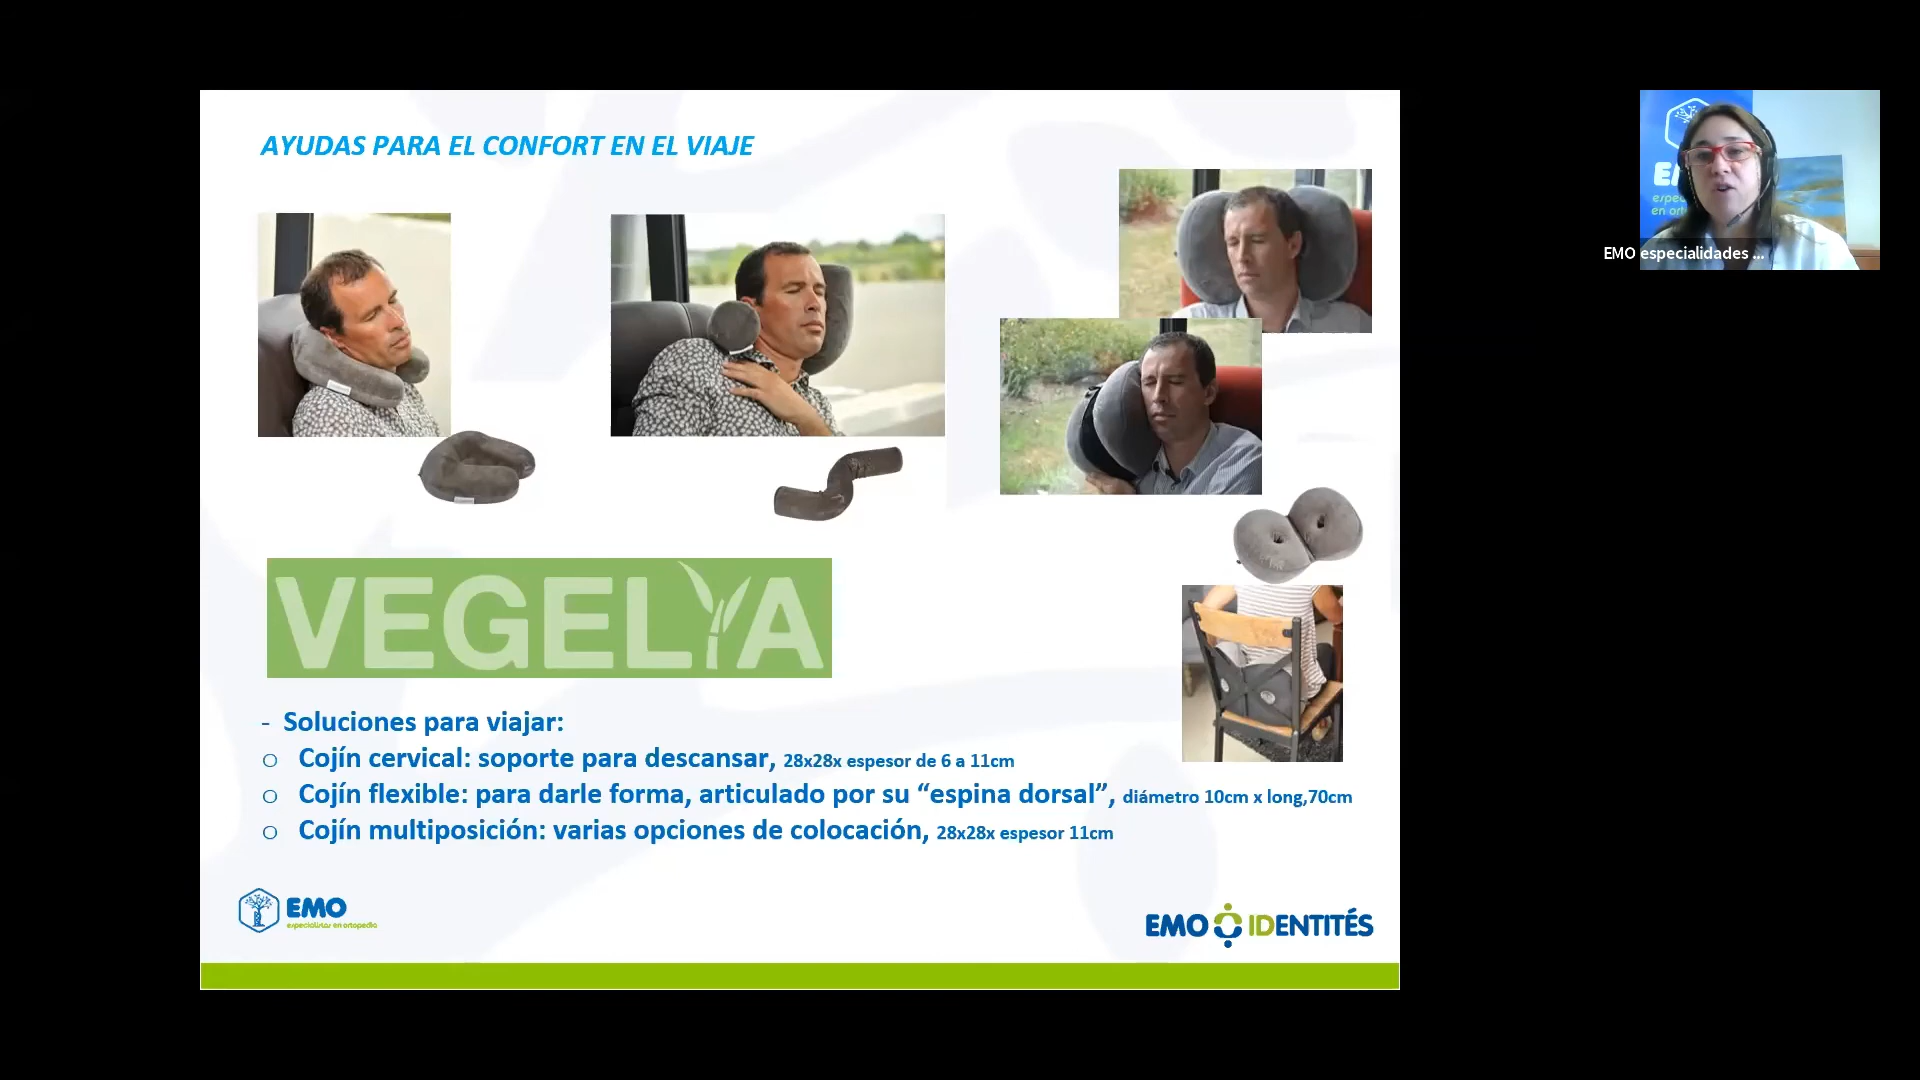 AYUDAS PARA EL CONFORT EN EL VIAJE
EMO especialidades ...
VEGELYA
- Soluciones para viajar:
o Cojín cervical: soporte para descansar, 28x28x espesor de 6 a 11cm
o Cojín flexible: para darle forma, articulado por su “espina dorsal”, diámetro 10cm x long,70cm
o Cojín multiposición: varias opciones de colocación, 28x28x espesor 11cm
EMO
especialistas en ortopedia
EMO IDENTITÉS